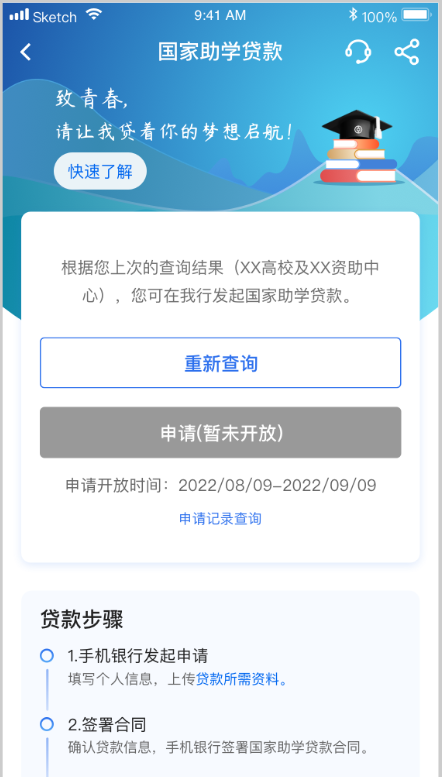 Sketch
9:41 AM
100%
国家助学贷款
致青春,
请让我贷着你的梦想启航!
快速了解
根据您上次的查询结果（XX高校及XX资助中
心），您可在我行发起国家助学贷款。
重新查询
申请(暂未开放)
申请开放时间：2022/08/09-2022/09/09
申请记录查询
贷款步骤
1.手机银行发起申请
填写个人信息，上传贷款所需资料。
2.签署合同
确认贷款信息，手机银行签署国家助学贷款合同。